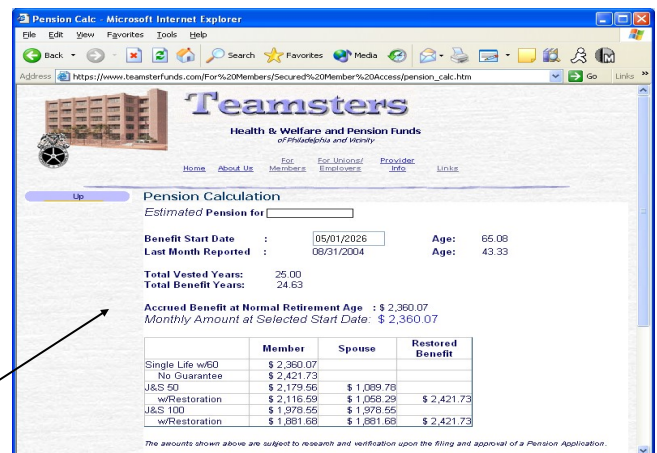 Pension Calc - Microsoft Internet Explorer
File Edit View Favorites Tools Help
Back Search Favorites Media
Address https://www.teamsterfunds.com/For%20Members/Secured%20Member%20Access/pension_calc.htm Go Links »
Teamsters
Health & Welfare and Pension Funds
of Philadelphia and Vicinity
Home About Us For Members For Unions/ Employers Provider Info Links
Up
Pension Calculation
Estimated Pension for
Benefit Start Date : 05/01/2026 Age: 65.08
Last Month Reported : 08/31/2004 Age: 43.33
Total Vested Years: 25.00
Total Benefit Years: 24.63
Accrued Benefit at Normal Retirement Age : $ 2,360.07
Monthly Amount at Selected Start Date: $ 2,360.07
Member Spouse Restored Benefit
Single Life w/60 $ 2,360.07
No Guarantee $ 2,421.73
J&S 50 $ 2,179.56 $ 1,089.78
w/Restoration $ 2,116.59 $ 1,058.29 $ 2,421.73
J&S 100 $ 1,978.55 $ 1,978.55
w/Restoration $ 1,881.68 $ 1,881.68 $ 2,421.73
The amounts shown above are subject to research and verification upon the filing and approval of a Pension Application.